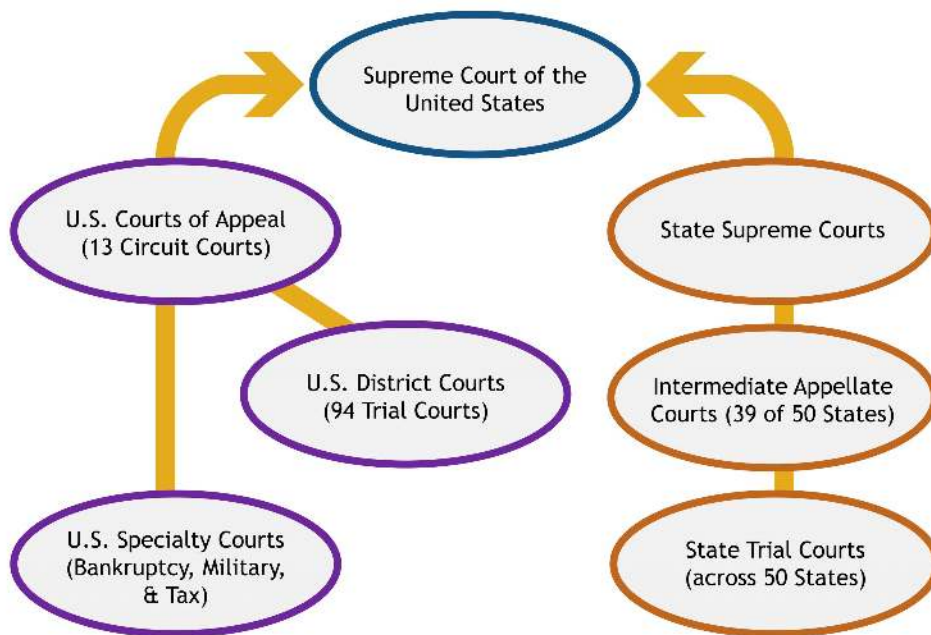 Supreme Court of the
United States
U.S. Courts of Appeal
(13 Circuit Courts)
State Supreme Courts
U.S. District Courts
(94 Trial Courts)
Intermediate Appellate
Courts (39 of 50 States)
U.S. Specialty Courts
(Bankruptcy, Military,
& Tax)
State Trial Courts
(across 50 States)